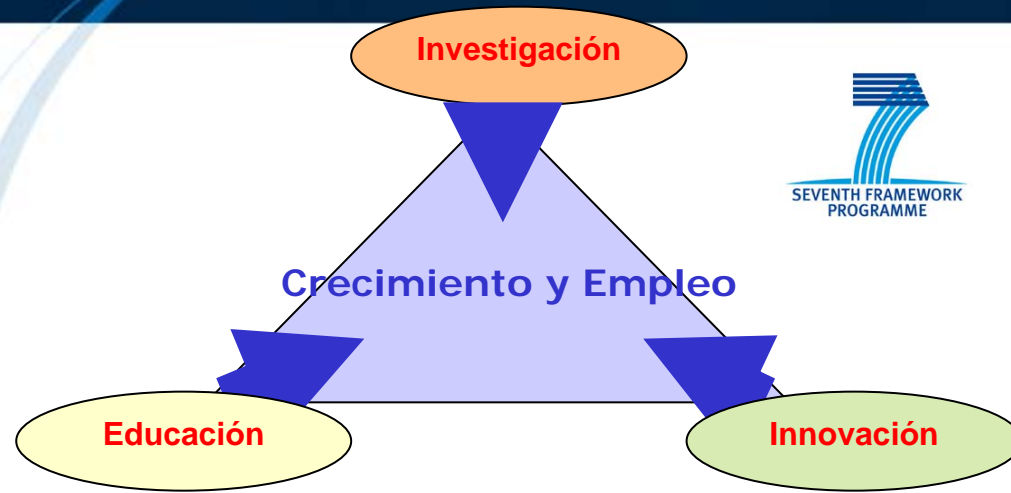 Investigación
SEVENTH FRAMEWORK
PROGRAMME
Crecimiento y Empleo
Educación
Innovación